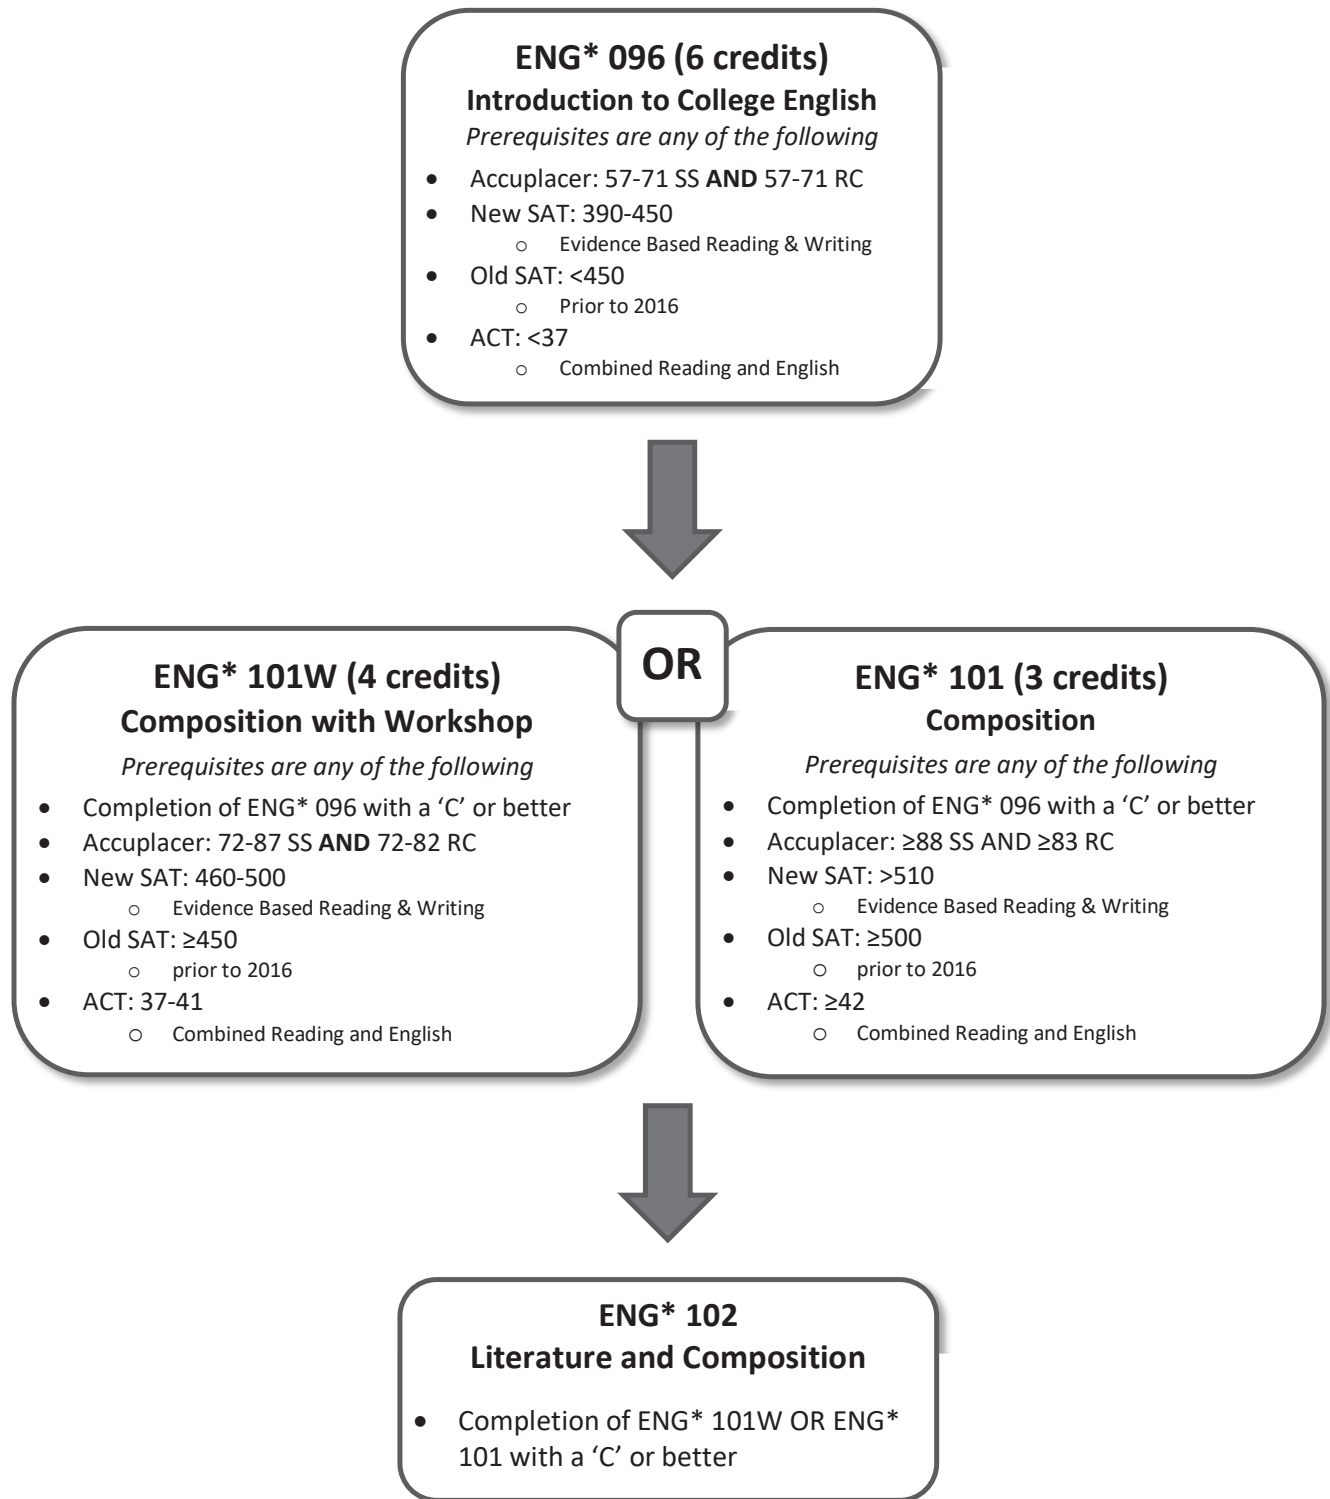 ENG* 096 (6 credits)
Introduction to College English
Prerequisites are any of the following
• Accuplacer: 57-71 SS AND 57-71 RC
• New SAT: 390-450
o Evidence Based Reading & Writing
• Old SAT: <450
o Prior to 2016
• ACT: <37
o Combined Reading and English
ENG* 101W (4 credits)
Composition with Workshop
Prerequisites are any of the following
• Completion of ENG* 096 with a ‘C’ or better
• Accuplacer: 72-87 SS AND 72-82 RC
• New SAT: 460-500
o Evidence Based Reading & Writing
• Old SAT: ≥450
o prior to 2016
• ACT: 37-41
o Combined Reading and English
OR
ENG* 101 (3 credits)
Composition
Prerequisites are any of the following
• Completion of ENG* 096 with a ‘C’ or better
• Accuplacer: ≥88 SS AND ≥83 RC
• New SAT: >510
o Evidence Based Reading & Writing
• Old SAT: ≥500
o prior to 2016
• ACT: ≥42
o Combined Reading and English
ENG* 102
Literature and Composition
• Completion of ENG* 101W OR ENG*
101 with a ‘C’ or better